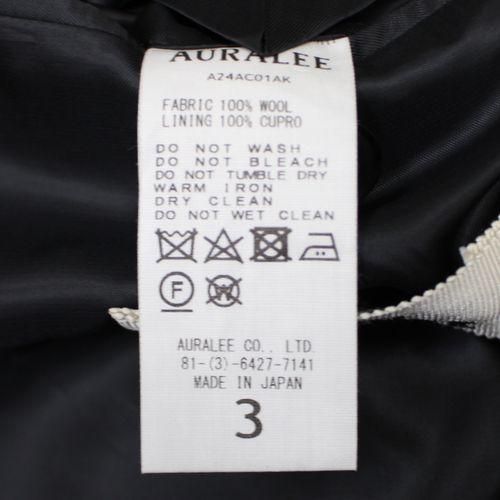 AURALEE
A24AC01AK
FABRIC 100% WOOL
LINING 100% CUPRO
DO NOT WASH
DO NOT BLEACH
DO NOT TUMBLE DRY
WARM IRON
DRY CLEAN
DO NOT WET CLEAN
F W
AURALEE CO., LTD.
81-(3)-6427-7141
MADE IN JAPAN
3